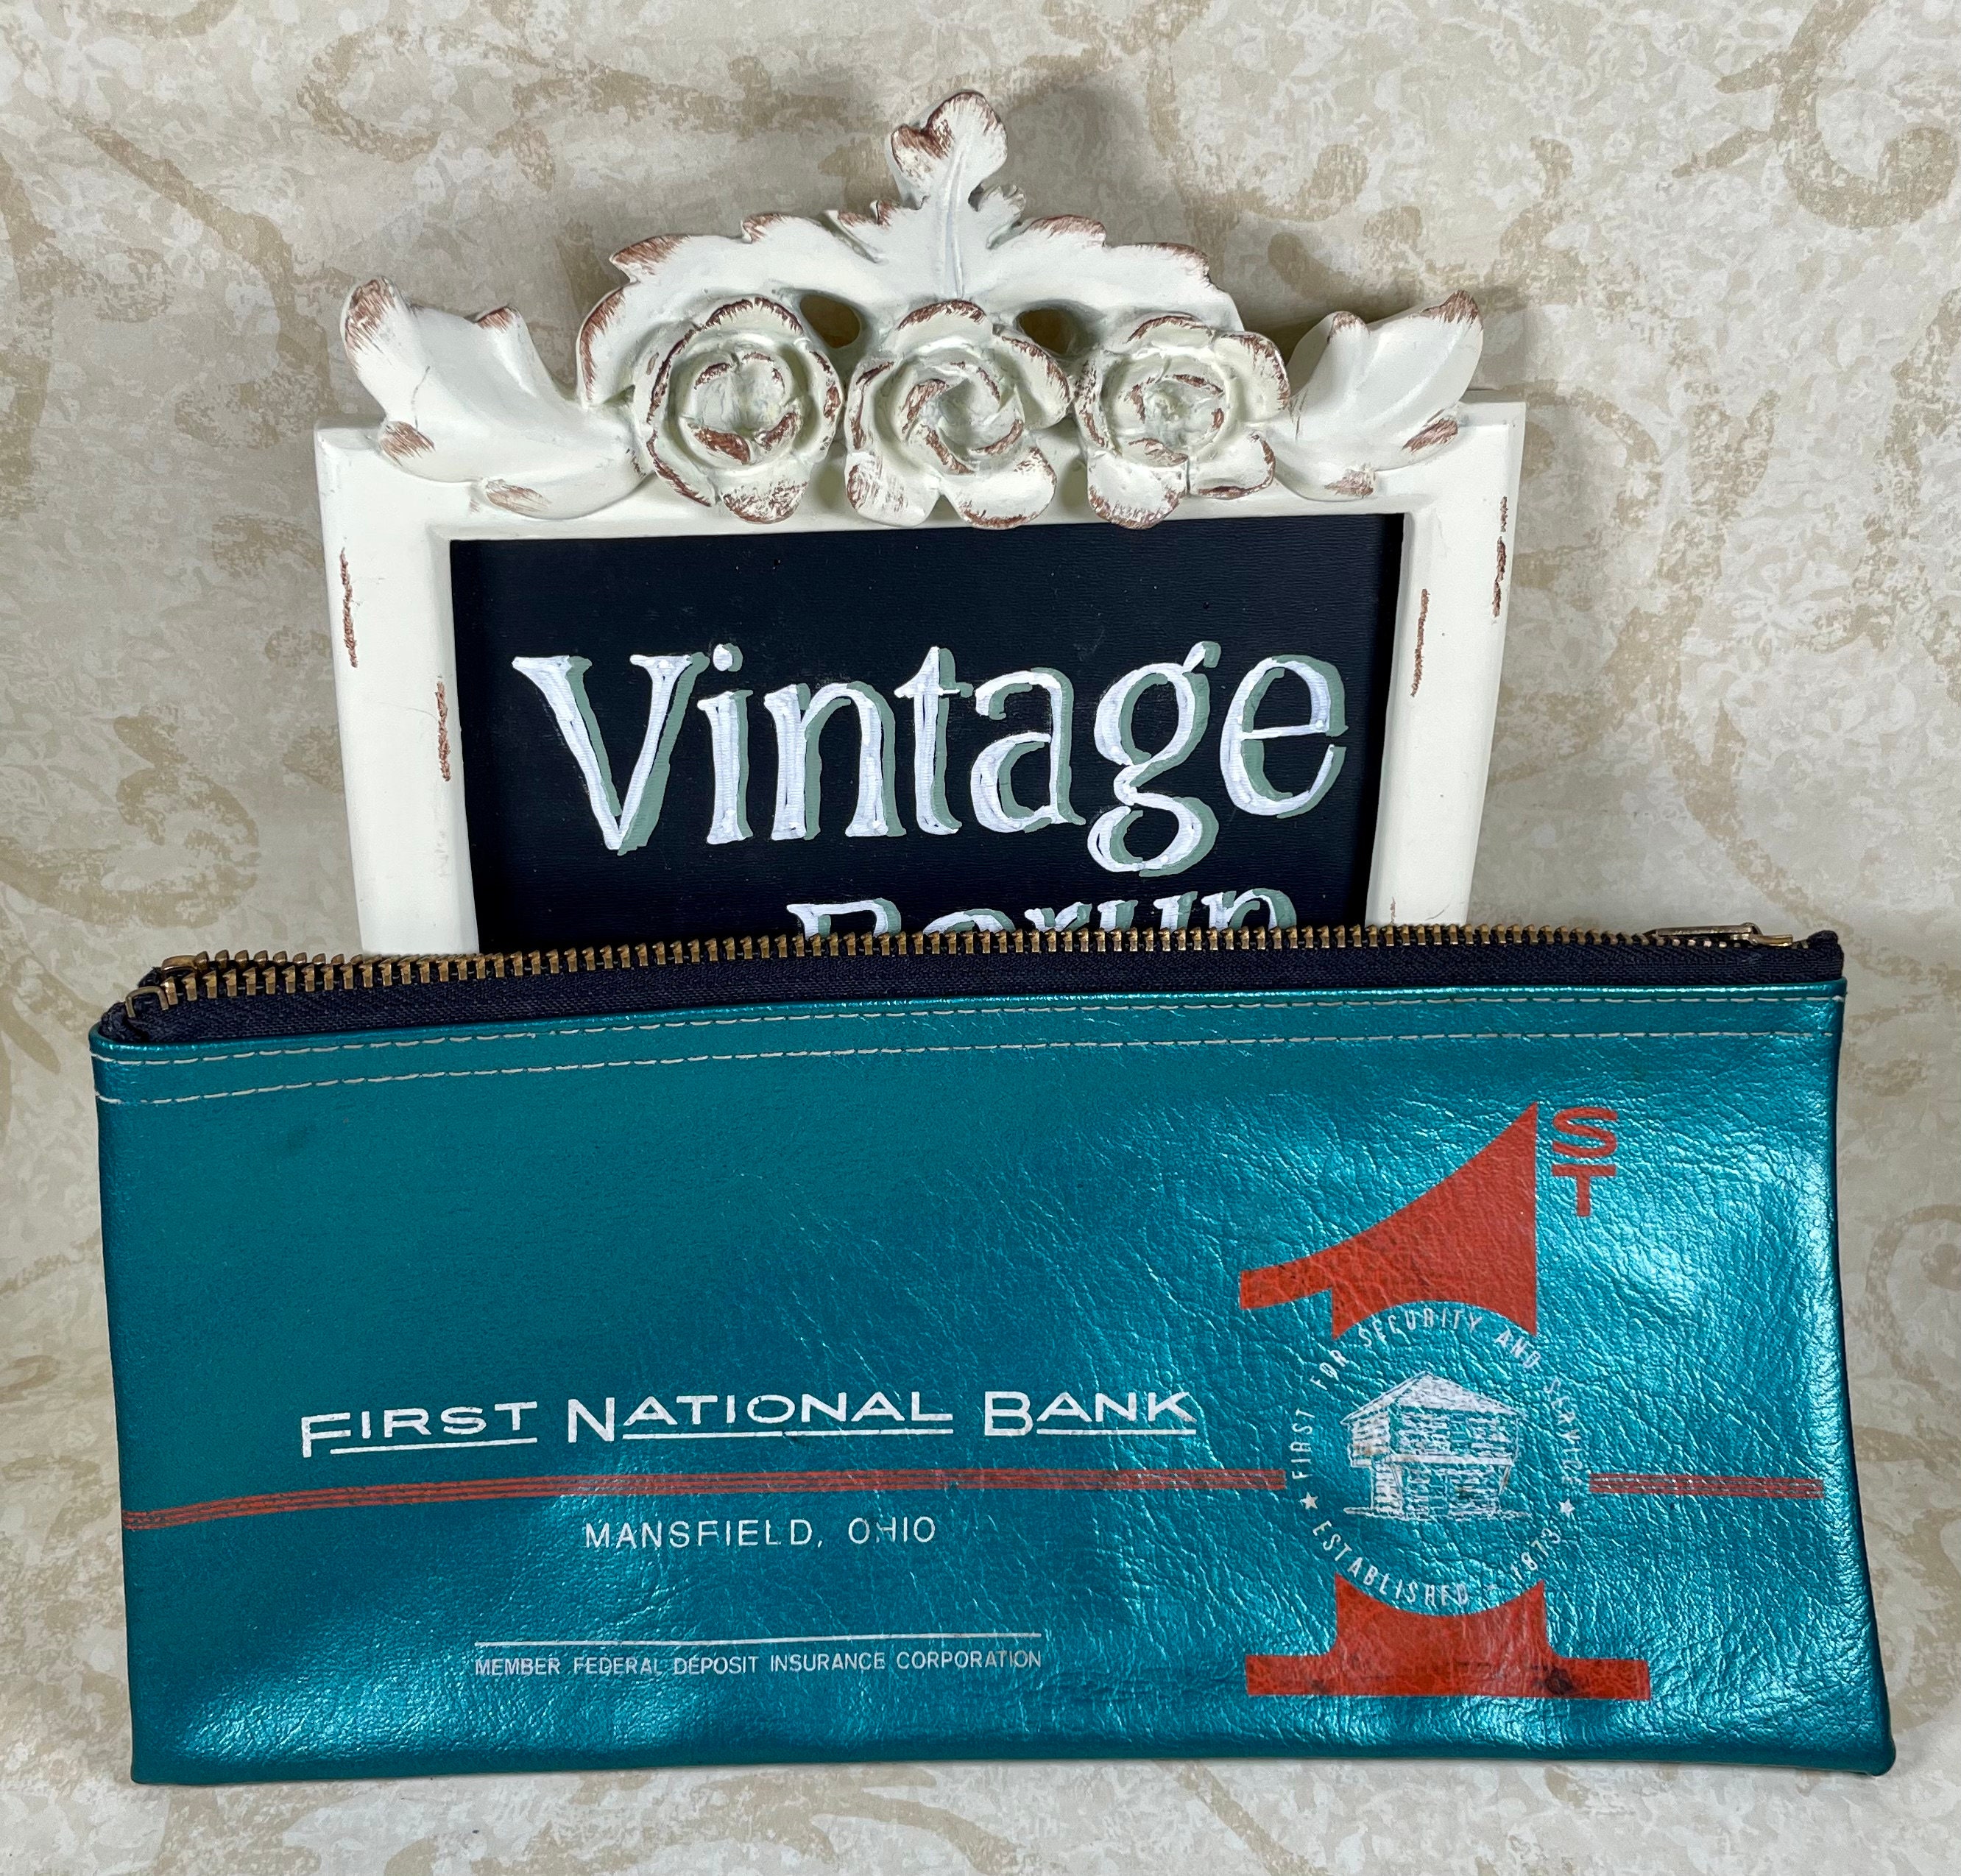 Vintage
FIRST NATIONAL BANK
MANSFIELD, OHIO
MEMBER FEDERAL DEPOSIT INSURANCE CORPORATION
ST
FIRST FOR SECURITY AND SERVICE
★ ESTABLISHED - 1873 ★